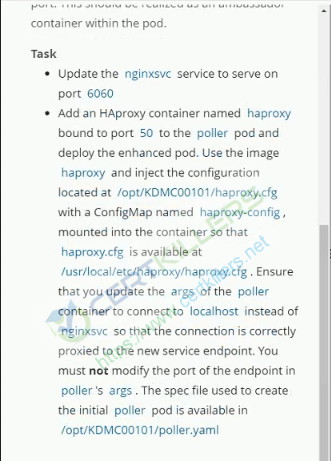 port. This should be realized as an ambassador
container within the pod.
Task
• Update the nginxsvc service to serve on
port 6060
• Add an HAproxy container named haproxy
bound to port 50 to the poller pod and
deploy the enhanced pod. Use the image
haproxy and inject the configuration
located at /opt/KDMC00101/haproxy.cfg
with a ConfigMap named haproxy-config ,
mounted into the container so that
haproxy.cfg is available at
/usr/local/etc/haproxy/haproxy.cfg . Ensure
that you update the args of the poller
container to connect to localhost instead of
nginxsvc so that the connection is correctly
proxied to the new service endpoint. You
must not modify the port of the endpoint in
poller 's args . The spec file used to create
the initial poller pod is available in
/opt/KDMC00101/poller.yaml
CERTKILLERS
https://www.certkillers.net